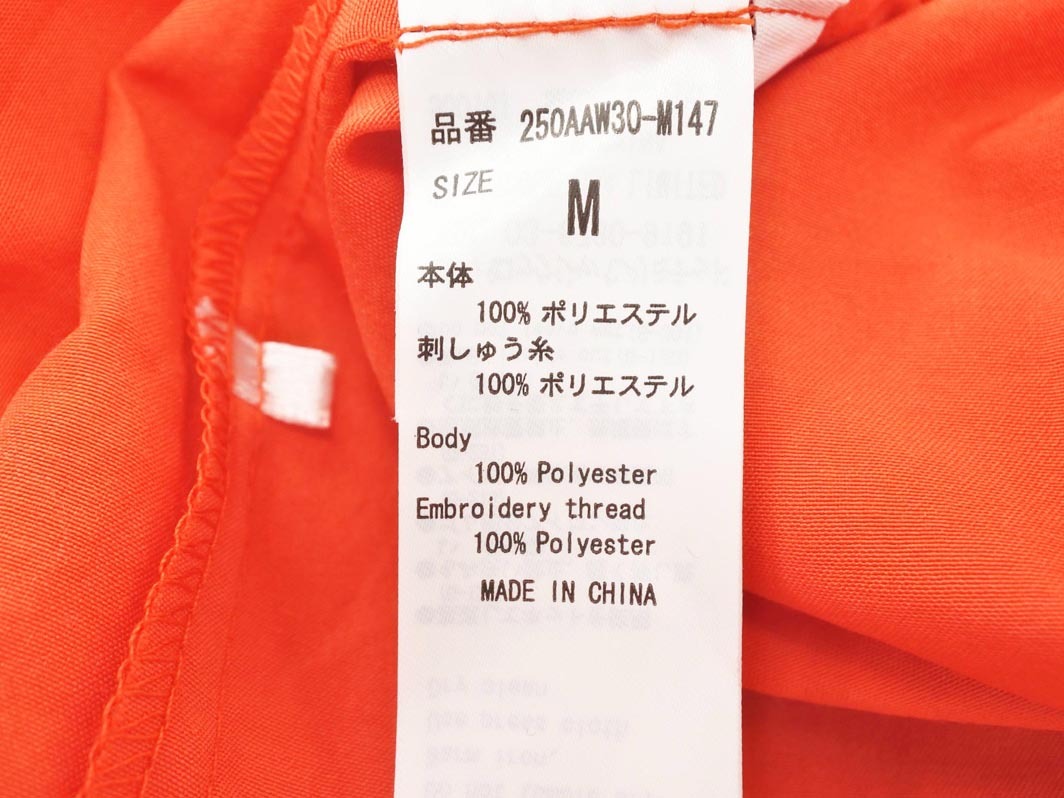 品番 250AAW30-M147
SIZE M
本体
100% ポリエステル
刺しゅう糸
100% ポリエステル
Body
100% Polyester
Embroidery thread
100% Polyester
MADE IN CHINA